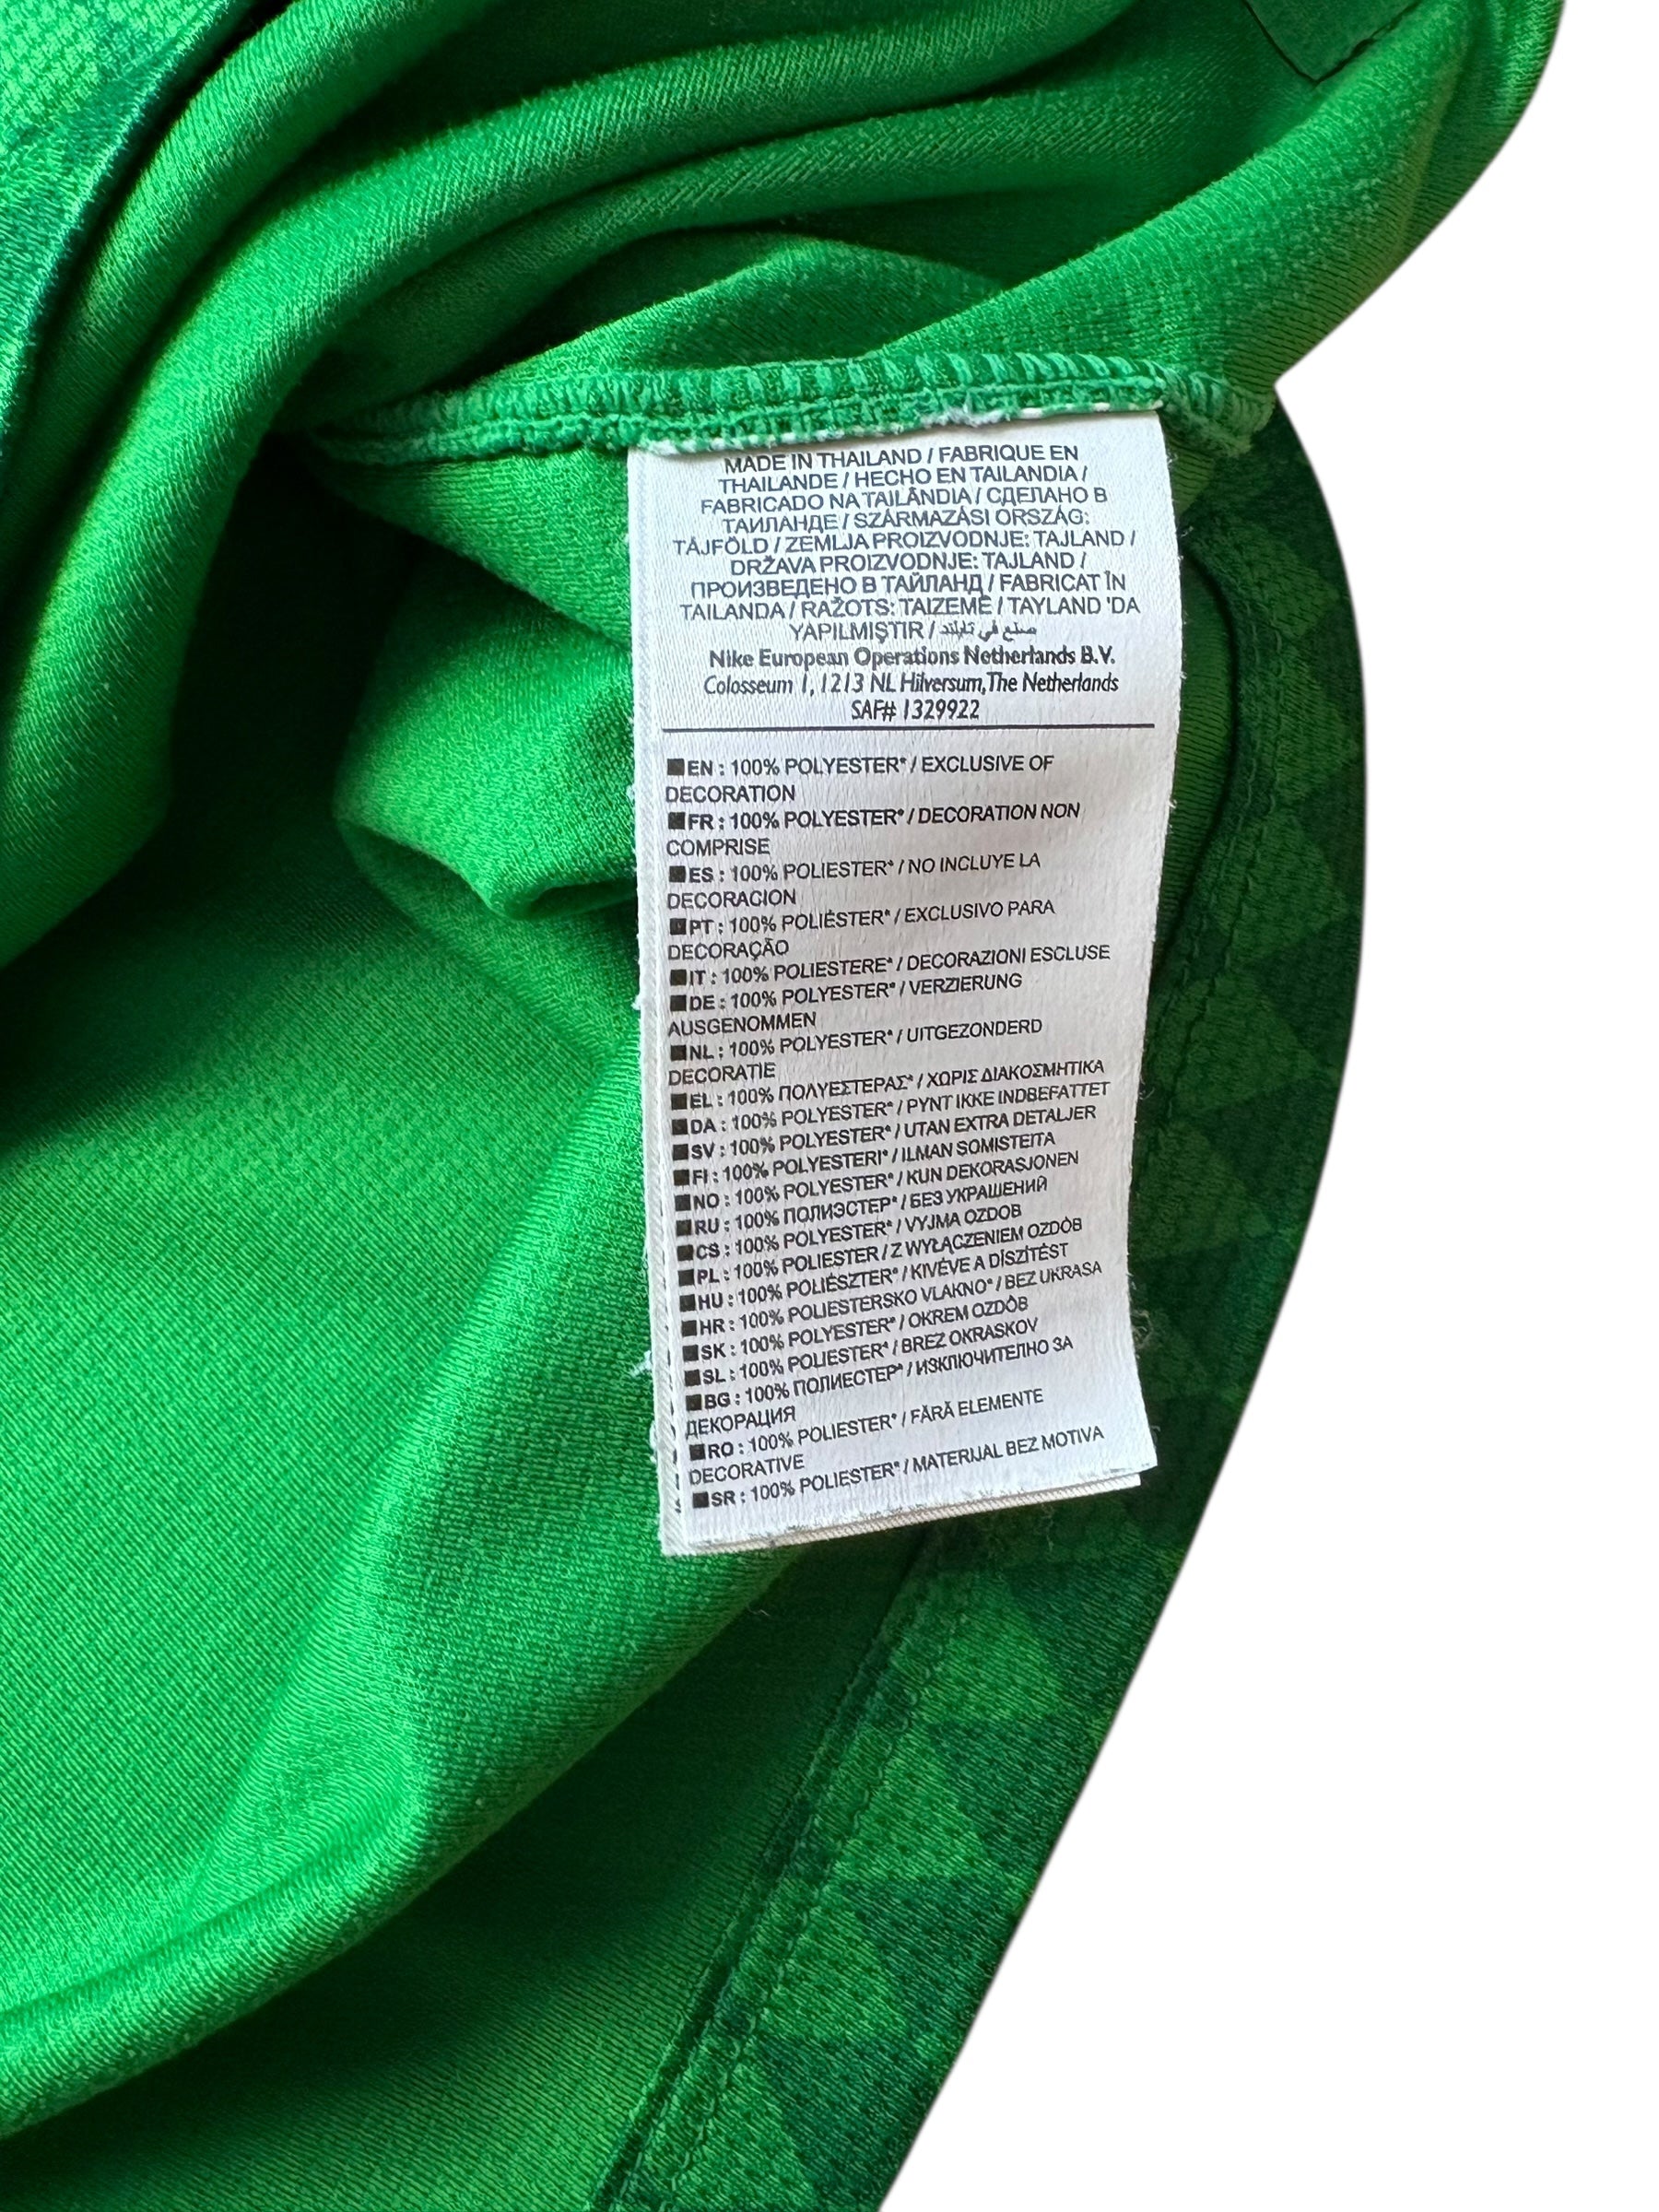 MADE IN THAILAND / FABRIQUE EN
THAILANDE / HECHO EN TAILANDIA /
FABRICADO NA TAILÂNDIA / СДЕЛАНО В
ТАИЛАНДЕ / SZÁRMAZÁSI ORSZÁG:
TÁJFÖLD / ZEMLJA PROIZVODNJE: TAJLAND /
DRŽAVA PROIZVODNJE: TAJLAND /
ПРОИЗВЕДЕНО В ТАЙЛАНД / FABRICAT ÎN
TAILANDA / RAŽOTS: TAIZEMĒ / TAYLAND 'DA
YAPILMIŞTIR / صنع في تايلند
Nike European Operations Netherlands B.V.
Colosseum 1, 1213 NL Hilversum, The Netherlands
SAF# 1329922
EN : 100% POLYESTER* / EXCLUSIVE OF
DECORATION
FR : 100% POLYESTER* / DECORATION NON
COMPRISE
ES : 100% POLIESTER* / NO INCLUYE LA
DECORACION
PT : 100% POLIÉSTER* / EXCLUSIVO PARA
DECORAÇÃO
IT : 100% POLIESTERE* / DECORAZIONI ESCLUSE
DE : 100% POLYESTER* / VERZIERUNG
AUSGENOMMEN
NL : 100% POLYESTER* / UITGEZONDERD
DECORATIE
EL : 100% ΠΟΛΥΕΣΤΕΡΑΣ* / ΧΩΡΙΣ ΔΙΑΚΟΣΜΗΤΙΚΑ
DA : 100% POLYESTER* / PYNT IKKE INDBEFATTET
SV : 100% POLYESTER* / UTAN EXTRA DETALJER
FI : 100% POLYESTERI* / ILMAN SOMISTEITA
NO : 100% POLYESTER* / KUN DEKORASJONEN
RU : 100% ПОЛИЭСТЕР* / БЕЗ УКРАШЕНИЙ
CS : 100% POLYESTER* / VYJMA OZDOB
PL : 100% POLIESTER / Z WYŁĄCZENIEM OZDÓB
HU : 100% POLIÉSZTER* / KIVÉVE A DÍSZÍTÉST
HR : 100% POLIESTERSKO VLAKNO* / BEZ UKRASA
SK : 100% POLYESTER* / OKREM OZDÔB
SL : 100% POLIESTER* / BREZ OKRASKOV
BG : 100% ПОЛИЕСТЕР* / ИЗКЛЮЧИТЕЛНО ЗА
ДЕКОРАЦИЯ
RO : 100% POLIESTER* / FĂRĂ ELEMENTE
DECORATIVE
SR : 100% POLIESTER* / MATERIJAL BEZ MOTIVA